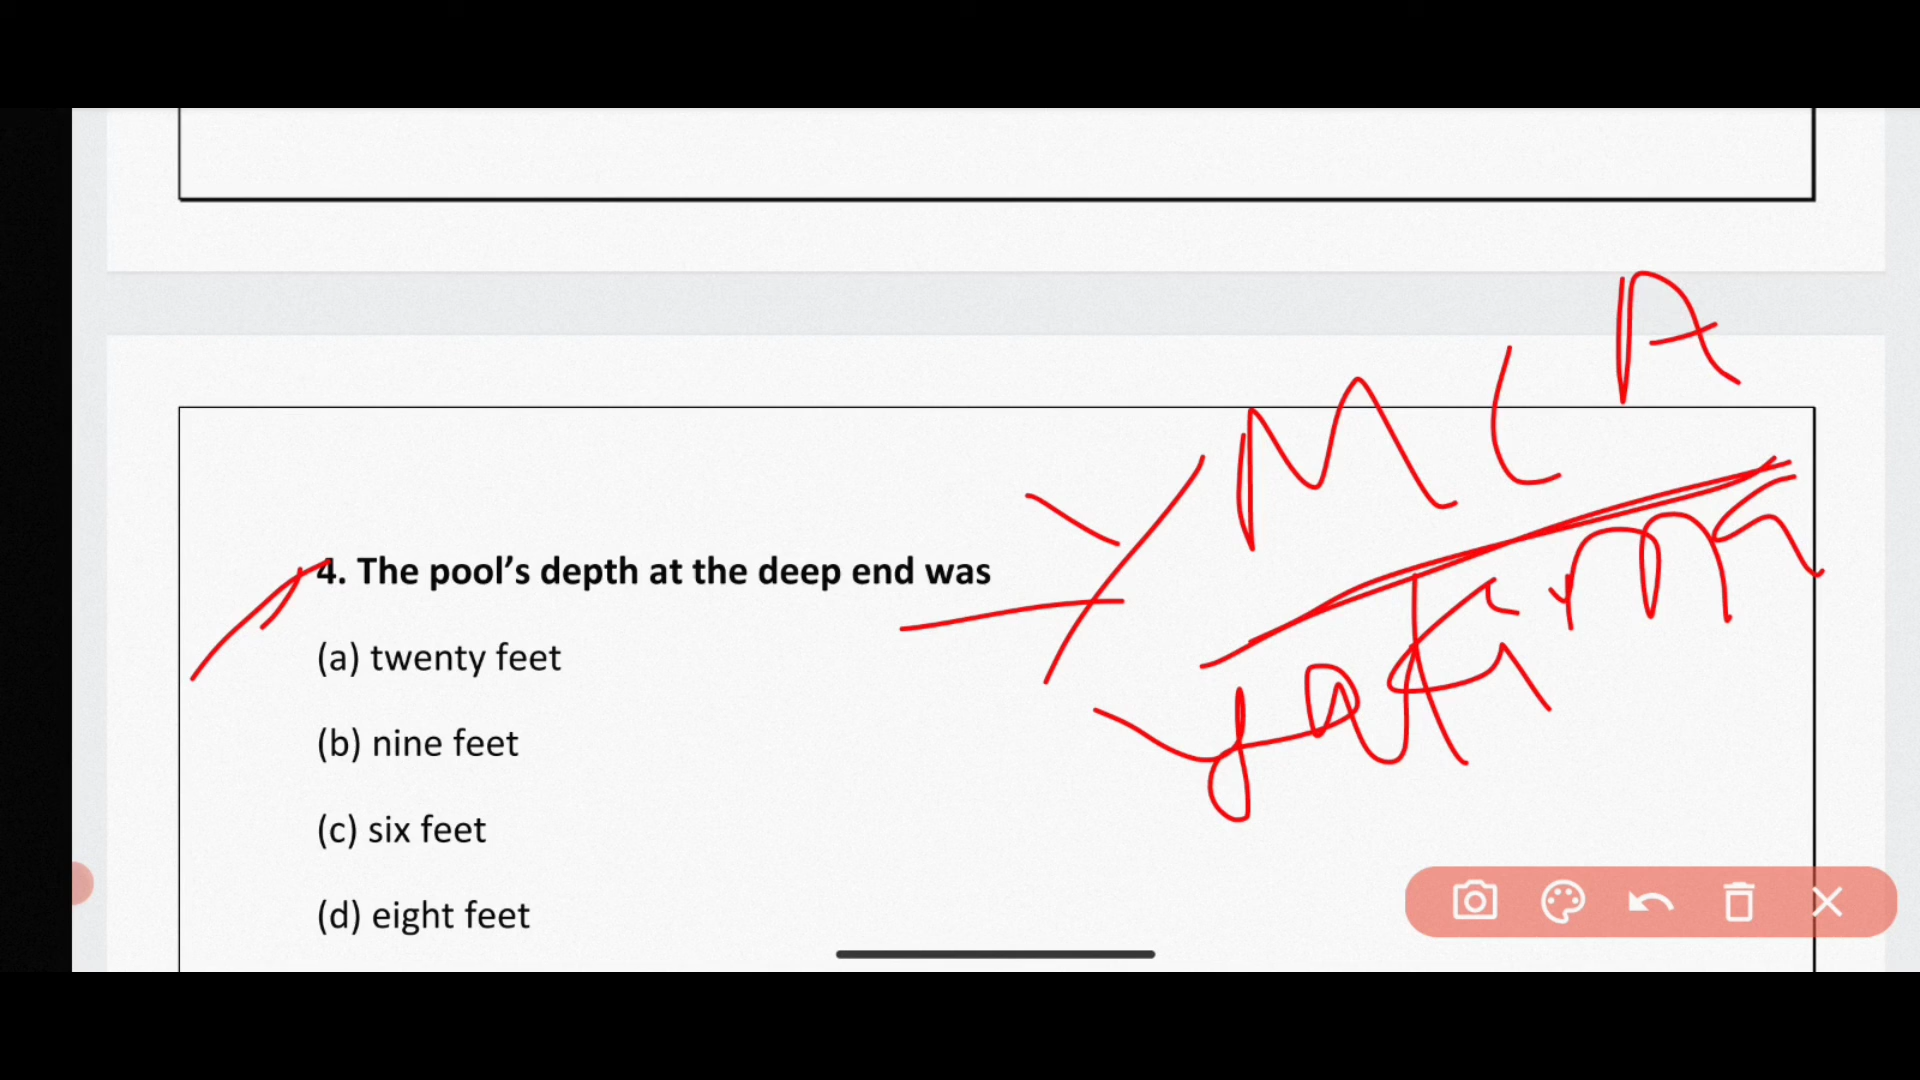 YMCA
4. The pool's depth at the deep end was
(a) twenty feet
(b) nine feet
(c) six feet
(d) eight feet